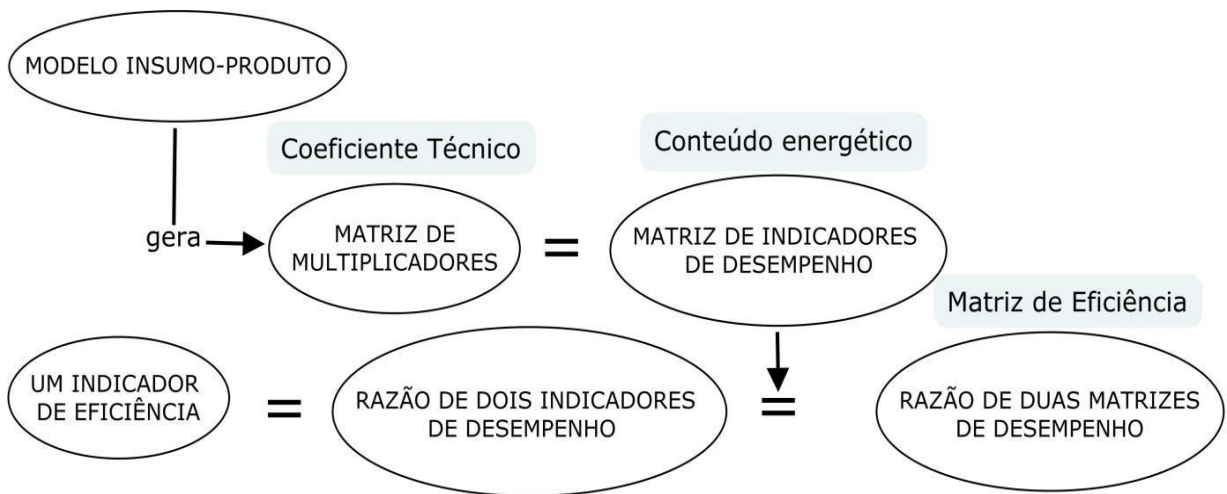 MODELO INSUMO-PRODUTO
Coeficiente Técnico
Conteúdo energético
gera
MATRIZ DE
MULTIPLICADORES
=
MATRIZ DE INDICADORES
DE DESEMPENHO
Matriz de Eficiência
UM INDICADOR
DE EFICIÊNCIA
=
RAZÃO DE DOIS INDICADORES
DE DESEMPENHO
=
RAZÃO DE DUAS MATRIZES
DE DESEMPENHO